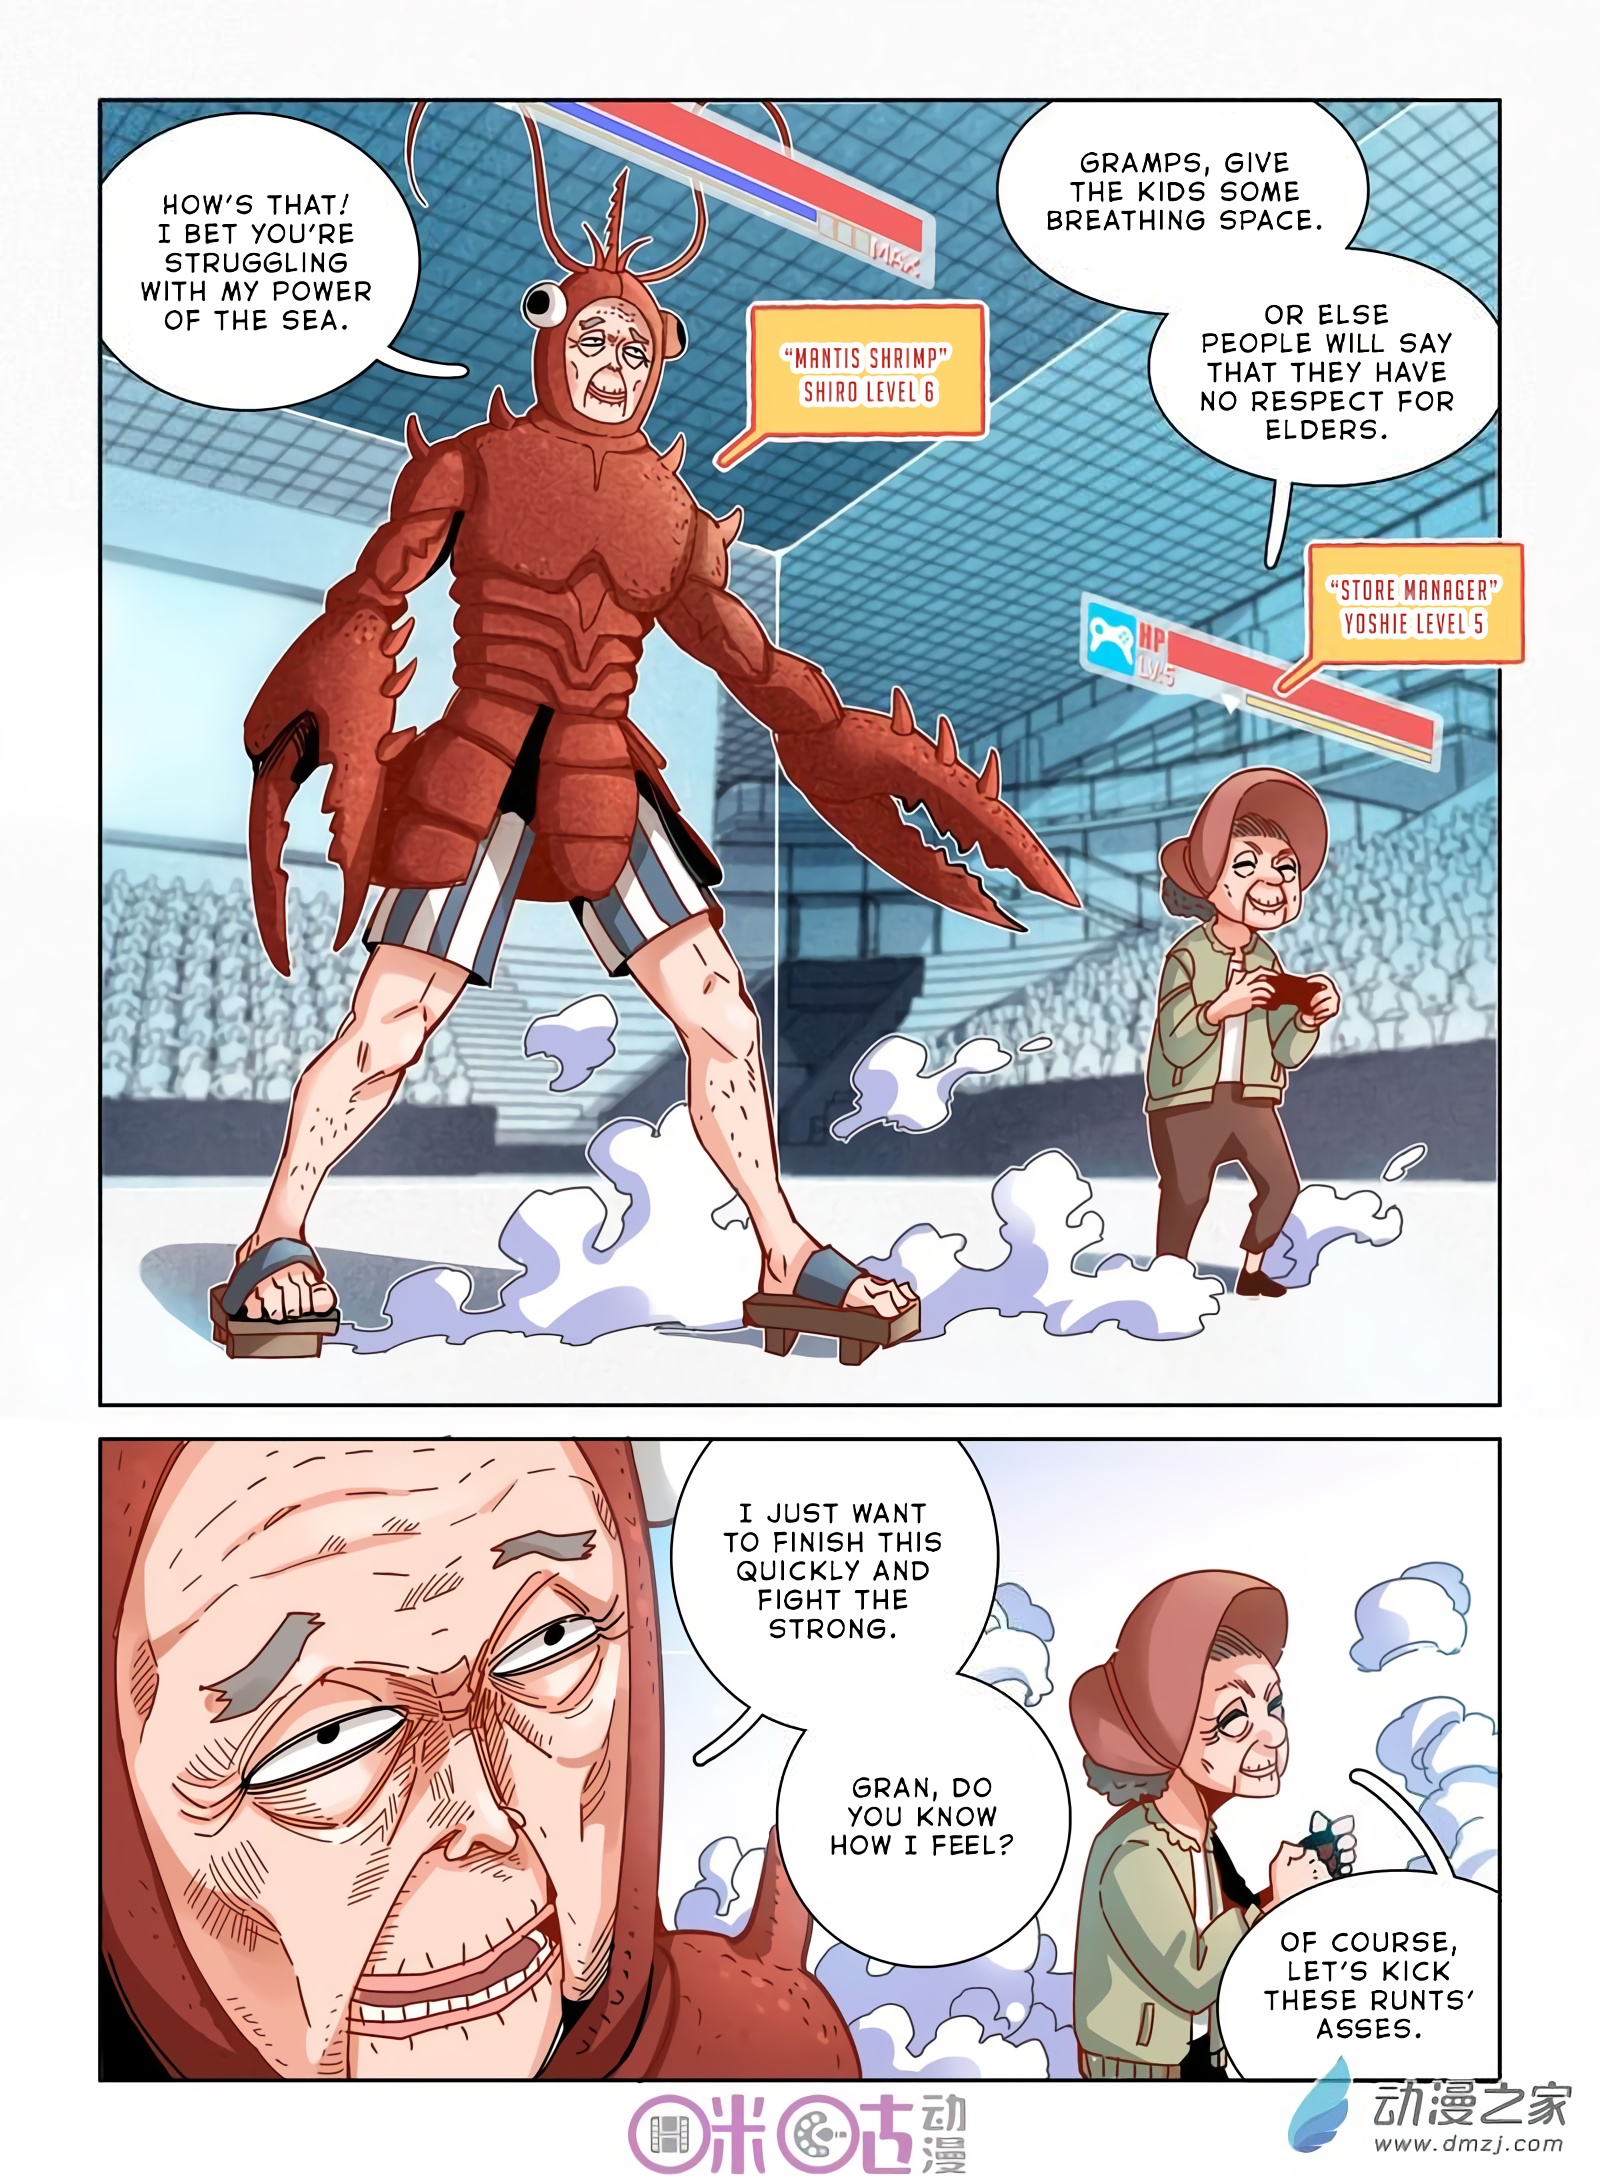 HOW'S THAT!
I BET YOU'RE
STRUGGLING
WITH MY POWER
OF THE SEA.
MAX
"MANTIS SHRIMP"
SHIRO LEVEL 6
GRAMPS, GIVE
THE KIDS SOME
BREATHING SPACE.
OR ELSE
PEOPLE WILL SAY
THAT THEY HAVE
NO RESPECT FOR
ELDERS.
"STORE MANAGER"
YOSHIE LEVEL 5
HP
LV.5
I JUST WANT
TO FINISH THIS
QUICKLY AND
FIGHT THE
STRONG.
GRAN, DO
YOU KNOW
HOW I FEEL?
OF COURSE,
LET'S KICK
THESE RUNTS'
ASSES.
咪咕动漫
动漫之家
www.dmzj.com